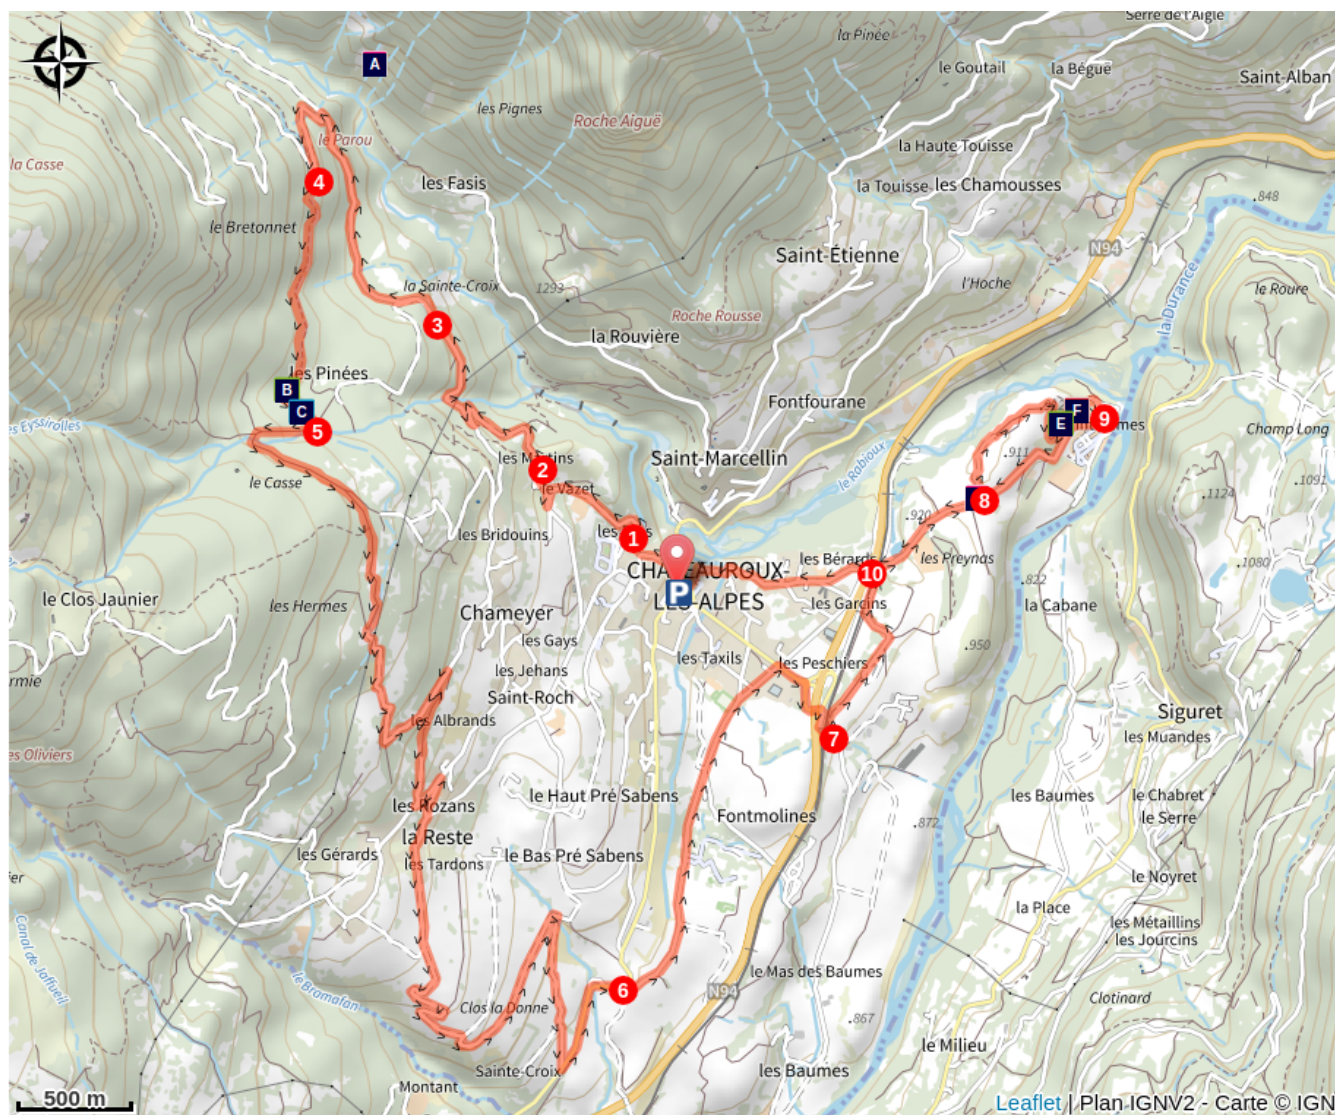 Serre de l'Aigle
la Pinée
A
le Goutail
la Bégue
Saint-Alban
les Pignes
Roche Aiguë
le Parou
la Haute Touisse
la Casse
4
les Fasis
la Touisse
les Chamousses
.848
le Bretonnet
N94
Saint-Étienne
la Durance
la Sainte-Croix
1293
l'Hoche
le Roure
Roche Rousse
3
la Rouvière
les Pinées
B
C
Fontfourane
F
E
9
5
Champ Long
Saint-Marcellin
.911
les Martins
2
le Vazet
le Rabioux
le Casse
.1091
.1124
8
.920
les Bridouins
1
les Bérards
les Preynas
.1080
CHATEAUROUX
10
.822
LES-ALPES
P
le Clos Jaunier
les Hermes
Chameyer
les Garcins
la Cabane
les Gays
.950
les Taxils
les Peschiers
les Jehans
Saint-Roch
Siguret
les Albrands
7
les Muandes
es Oliviers
le Haut Pré Sabens
les Baumes
le Chabret
les Rozans
le Serre
Fontmolines
.872
la Reste
les Gérards
le Bas Pré Sabens
les Tardons
le Noyret
la Place
les Métaillins
les Jourcins
Canal de Jaffueil
le Bramafan
le Mas des Baumes
6
N94
Clos la Donne
Clotinard
.867
le Milieu
Sainte-Croix
les Baumes
Montant
500 m
Leaflet | Plan IGNV2 - Carte © IGN